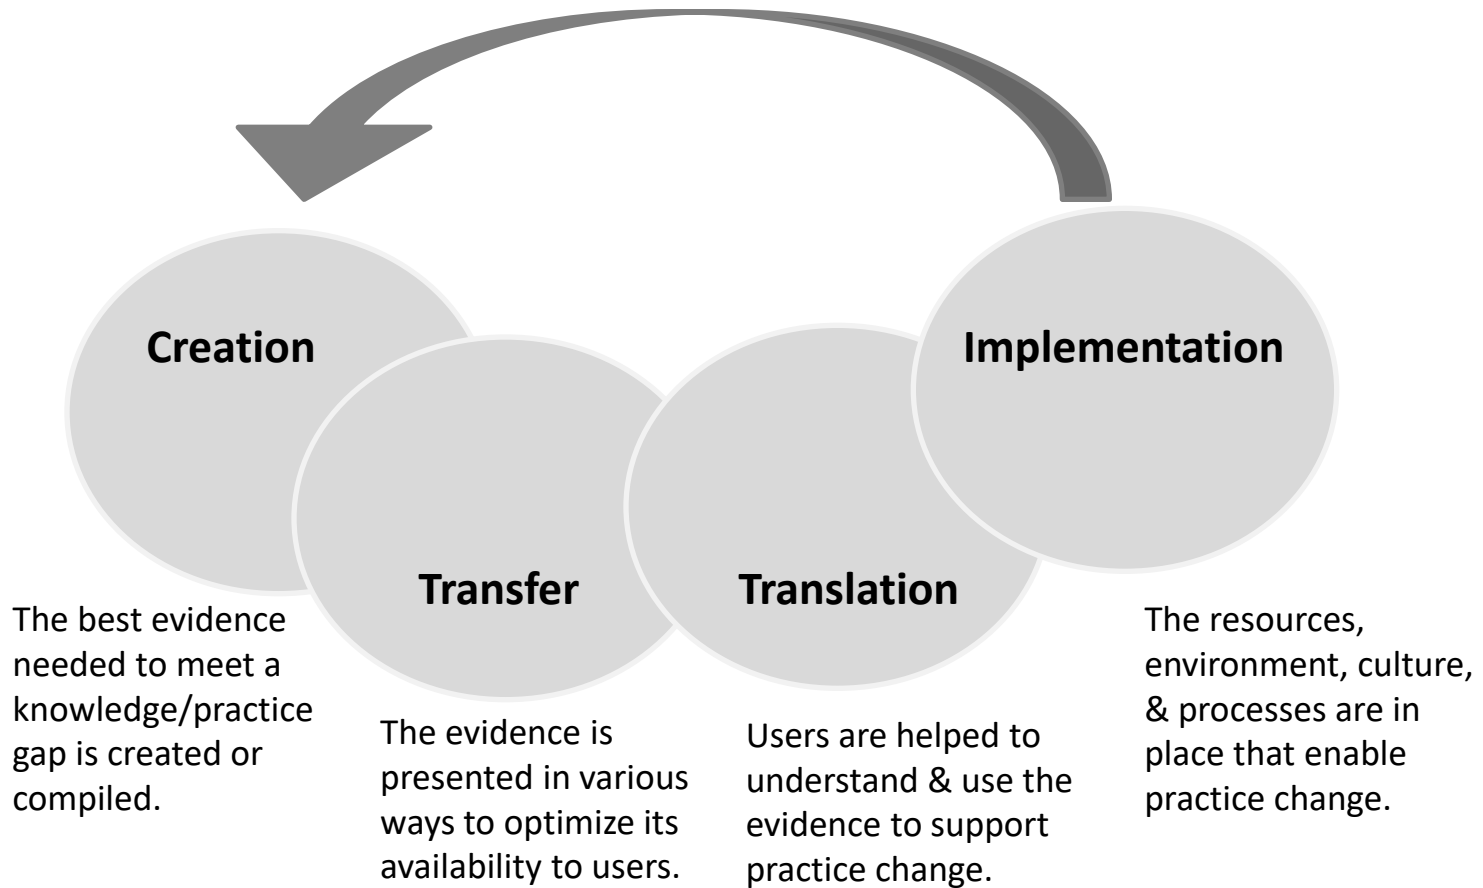 Creation
Implementation
Transfer
Translation
The best evidence
needed to meet a
knowledge/practice
gap is created or
compiled.
The evidence is
presented in various
ways to optimize its
availability to users.
Users are helped to
understand & use the
evidence to support
practice change.
The resources,
environment, culture,
& processes are in
place that enable
practice change.